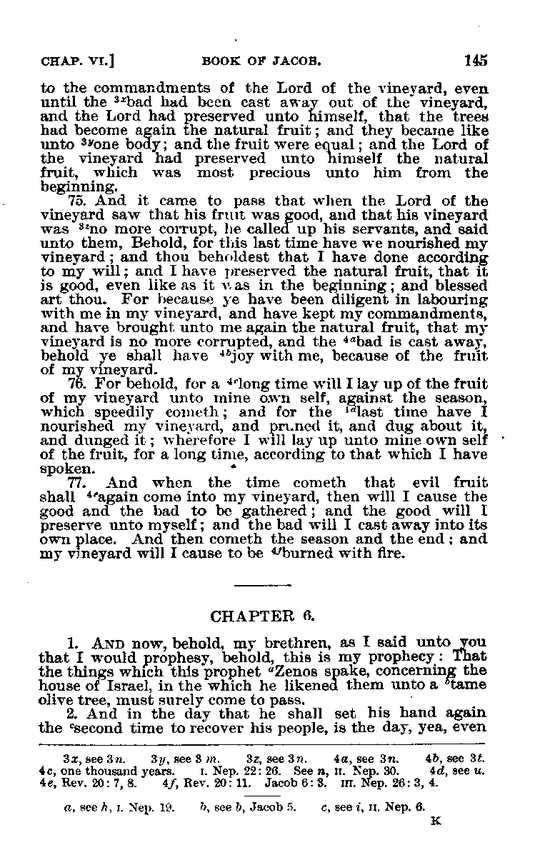 CHAP. VI.] BOOK OF JACOB. 145
to the commandments of the Lord of the vineyard, even
until the ³ˣbad had been cast away out of the vineyard,
and the Lord had preserved unto himself, that the trees
had become again the natural fruit; and they became like
unto ³ʸone body; and the fruit were equal; and the Lord of
the vineyard had preserved unto himself the natural
fruit, which was most precious unto him from the
beginning.
75. And it came to pass that when the Lord of the
vineyard saw that his fruit was good, and that his vineyard
was ³ᶻno more corrupt, he called up his servants, and said
unto them, Behold, for this last time have we nourished my
vineyard; and thou beholdest that I have done according
to my will; and I have preserved the natural fruit, that it
is good, even like as it was in the beginning; and blessed
art thou. For because ye have been diligent in labouring
with me in my vineyard, and have kept my commandments,
and have brought unto me again the natural fruit, that my
vineyard is no more corrupted, and the ⁴ᵃbad is cast away,
behold ye shall have ⁴ᵇjoy with me, because of the fruit
of my vineyard.
76. For behold, for a ⁴ᶜlong time will I lay up of the fruit
of my vineyard unto mine own self, against the season,
which speedily cometh; and for the ⁴ᵈlast time have I
nourished my vineyard, and pruned it, and dug about it,
and dunged it; wherefore I will lay up unto mine own self
of the fruit, for a long time, according to that which I have
spoken.
77. And when the time cometh that evil fruit
shall ⁴ᵉagain come into my vineyard, then will I cause the
good and the bad to be gathered; and the good will I
preserve unto myself; and the bad will I cast away into its
own place. And then cometh the season and the end; and
my vineyard will I cause to be ⁴ᶠburned with fire.
CHAPTER 6.
1. AND now, behold, my brethren, as I said unto you
that I would prophesy, behold, this is my prophecy: That
the things which this prophet ᵃZenos spake, concerning the
house of Israel, in the which he likened them unto a ᵇtame
olive tree, must surely come to pass.
2. And in the day that he shall set his hand again
the ᶜsecond time to recover his people, is the day, yea, even
3x, see 3n. 3y, see 3 m. 3z, see 3n. 4a, see 3n. 4b, see 3t.
4c, one thousand years. I. Nep. 22: 26. See n, II. Nep. 30. 4d, see u.
4e, Rev. 20: 7, 8. 4f, Rev. 20: 11. Jacob 6: 3. III. Nep. 26: 3, 4.
a, see h, I. Nep. 19. b, see b, Jacob 5. c, see i, II. Nep. 6.
K